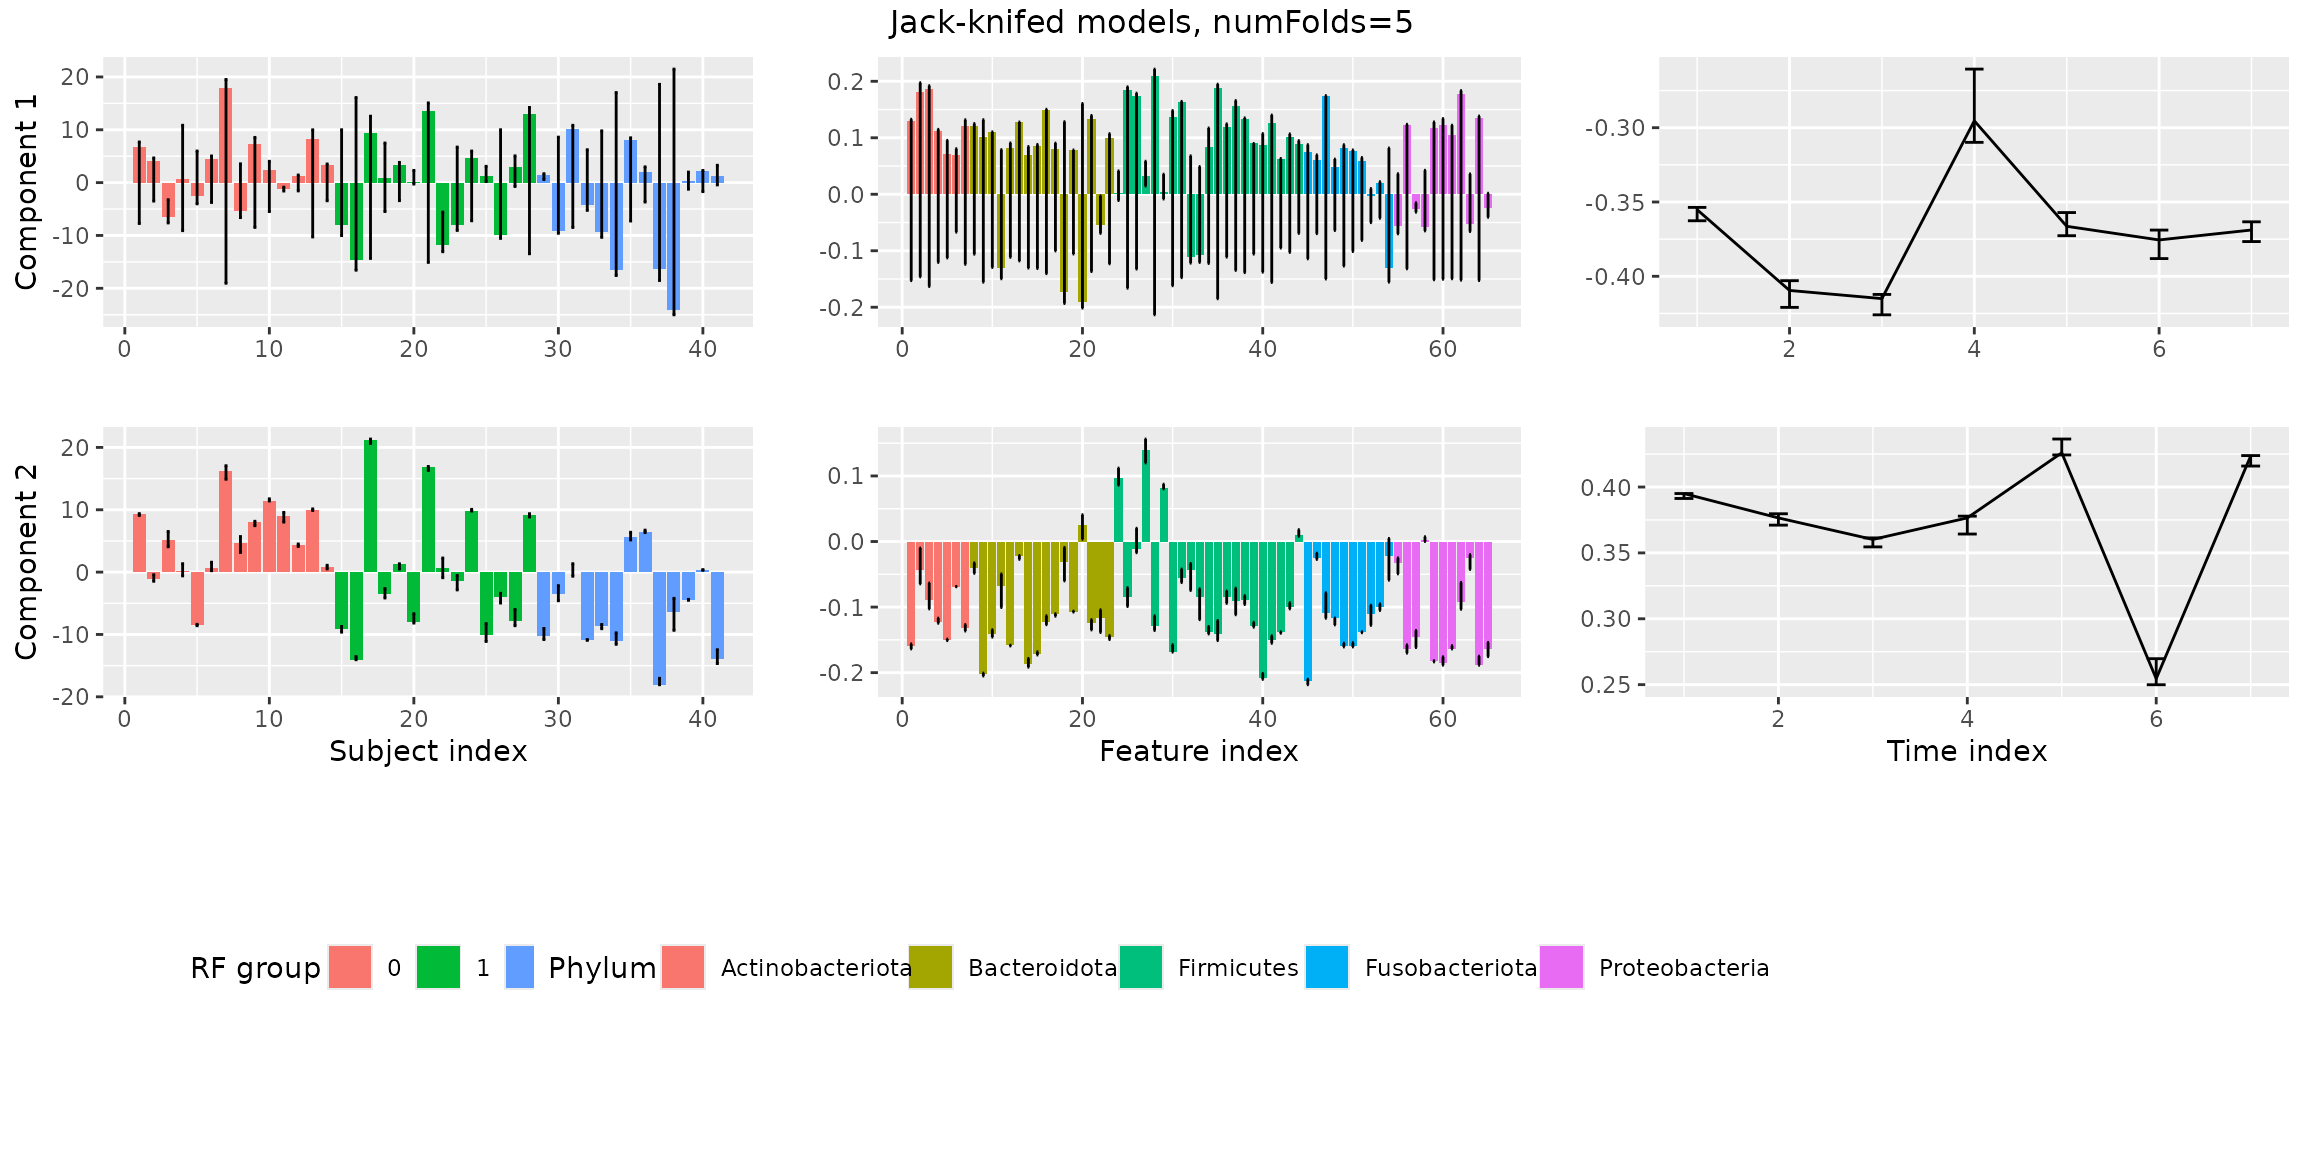 Jack-knifed models, numFolds=5
Component 1
20
10
0
-10
-20
0 10 20 30 40
0.2
0.1
0.0
-0.1
-0.2
0 20 40 60
-0.30
-0.35
-0.40
2 4 6
Component 2
20
10
0
-10
-20
0 10 20 30 40
Subject index
0.1
0.0
-0.1
-0.2
0 20 40 60
Feature index
0.40
0.35
0.30
0.25
2 4 6
Time index
RF group 0 1 Phylum Actinobacteriota Bacteroidota Firmicutes Fusobacteriota Proteobacteria